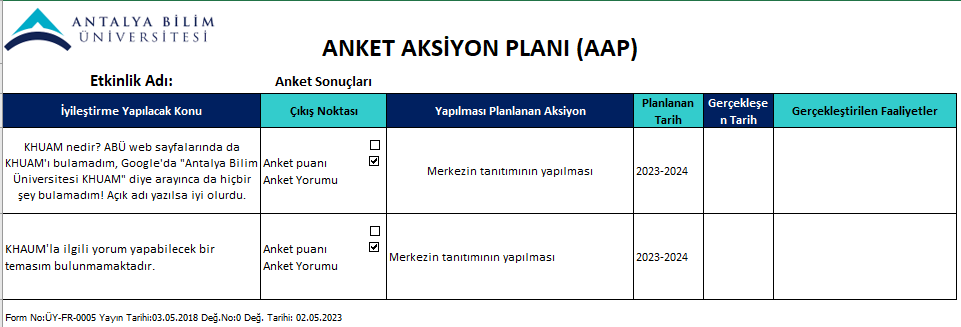 ANTALYA BİLİM
ÜNİVERSİTESİ
ANKET AKSİYON PLANI (AAP)
Etkinlik Adı:
Anket Sonuçları
İyileştirme Yapılacak Konu
Çıkış Noktası
Yapılması Planlanan Aksiyon
Planlanan
Tarih
Gerçekleşe
n Tarih
Gerçekleştirilen Faaliyetler
KHUAM nedir? ABÜ web sayfalarında da
KHUAM'ı bulamadım, Google'da "Antalya Bilim
Üniversitesi KHUAM" diye arayınca da hiçbir
şey bulamadım! Açık adı yazılsa iyi olurdu.
Anket puanı
Anket Yorumu
Merkezin tanıtımının yapılması
2023-2024
KHAUM'la ilgili yorum yapabilecek bir
temasım bulunmamaktadır.
Anket puanı
Anket Yorumu
Merkezin tanıtımının yapılması
2023-2024
Form No:ÜY-FR-0005 Yayın Tarihi:03.05.2018 Değ.No:0 Değ. Tarihi: 02.05.2023